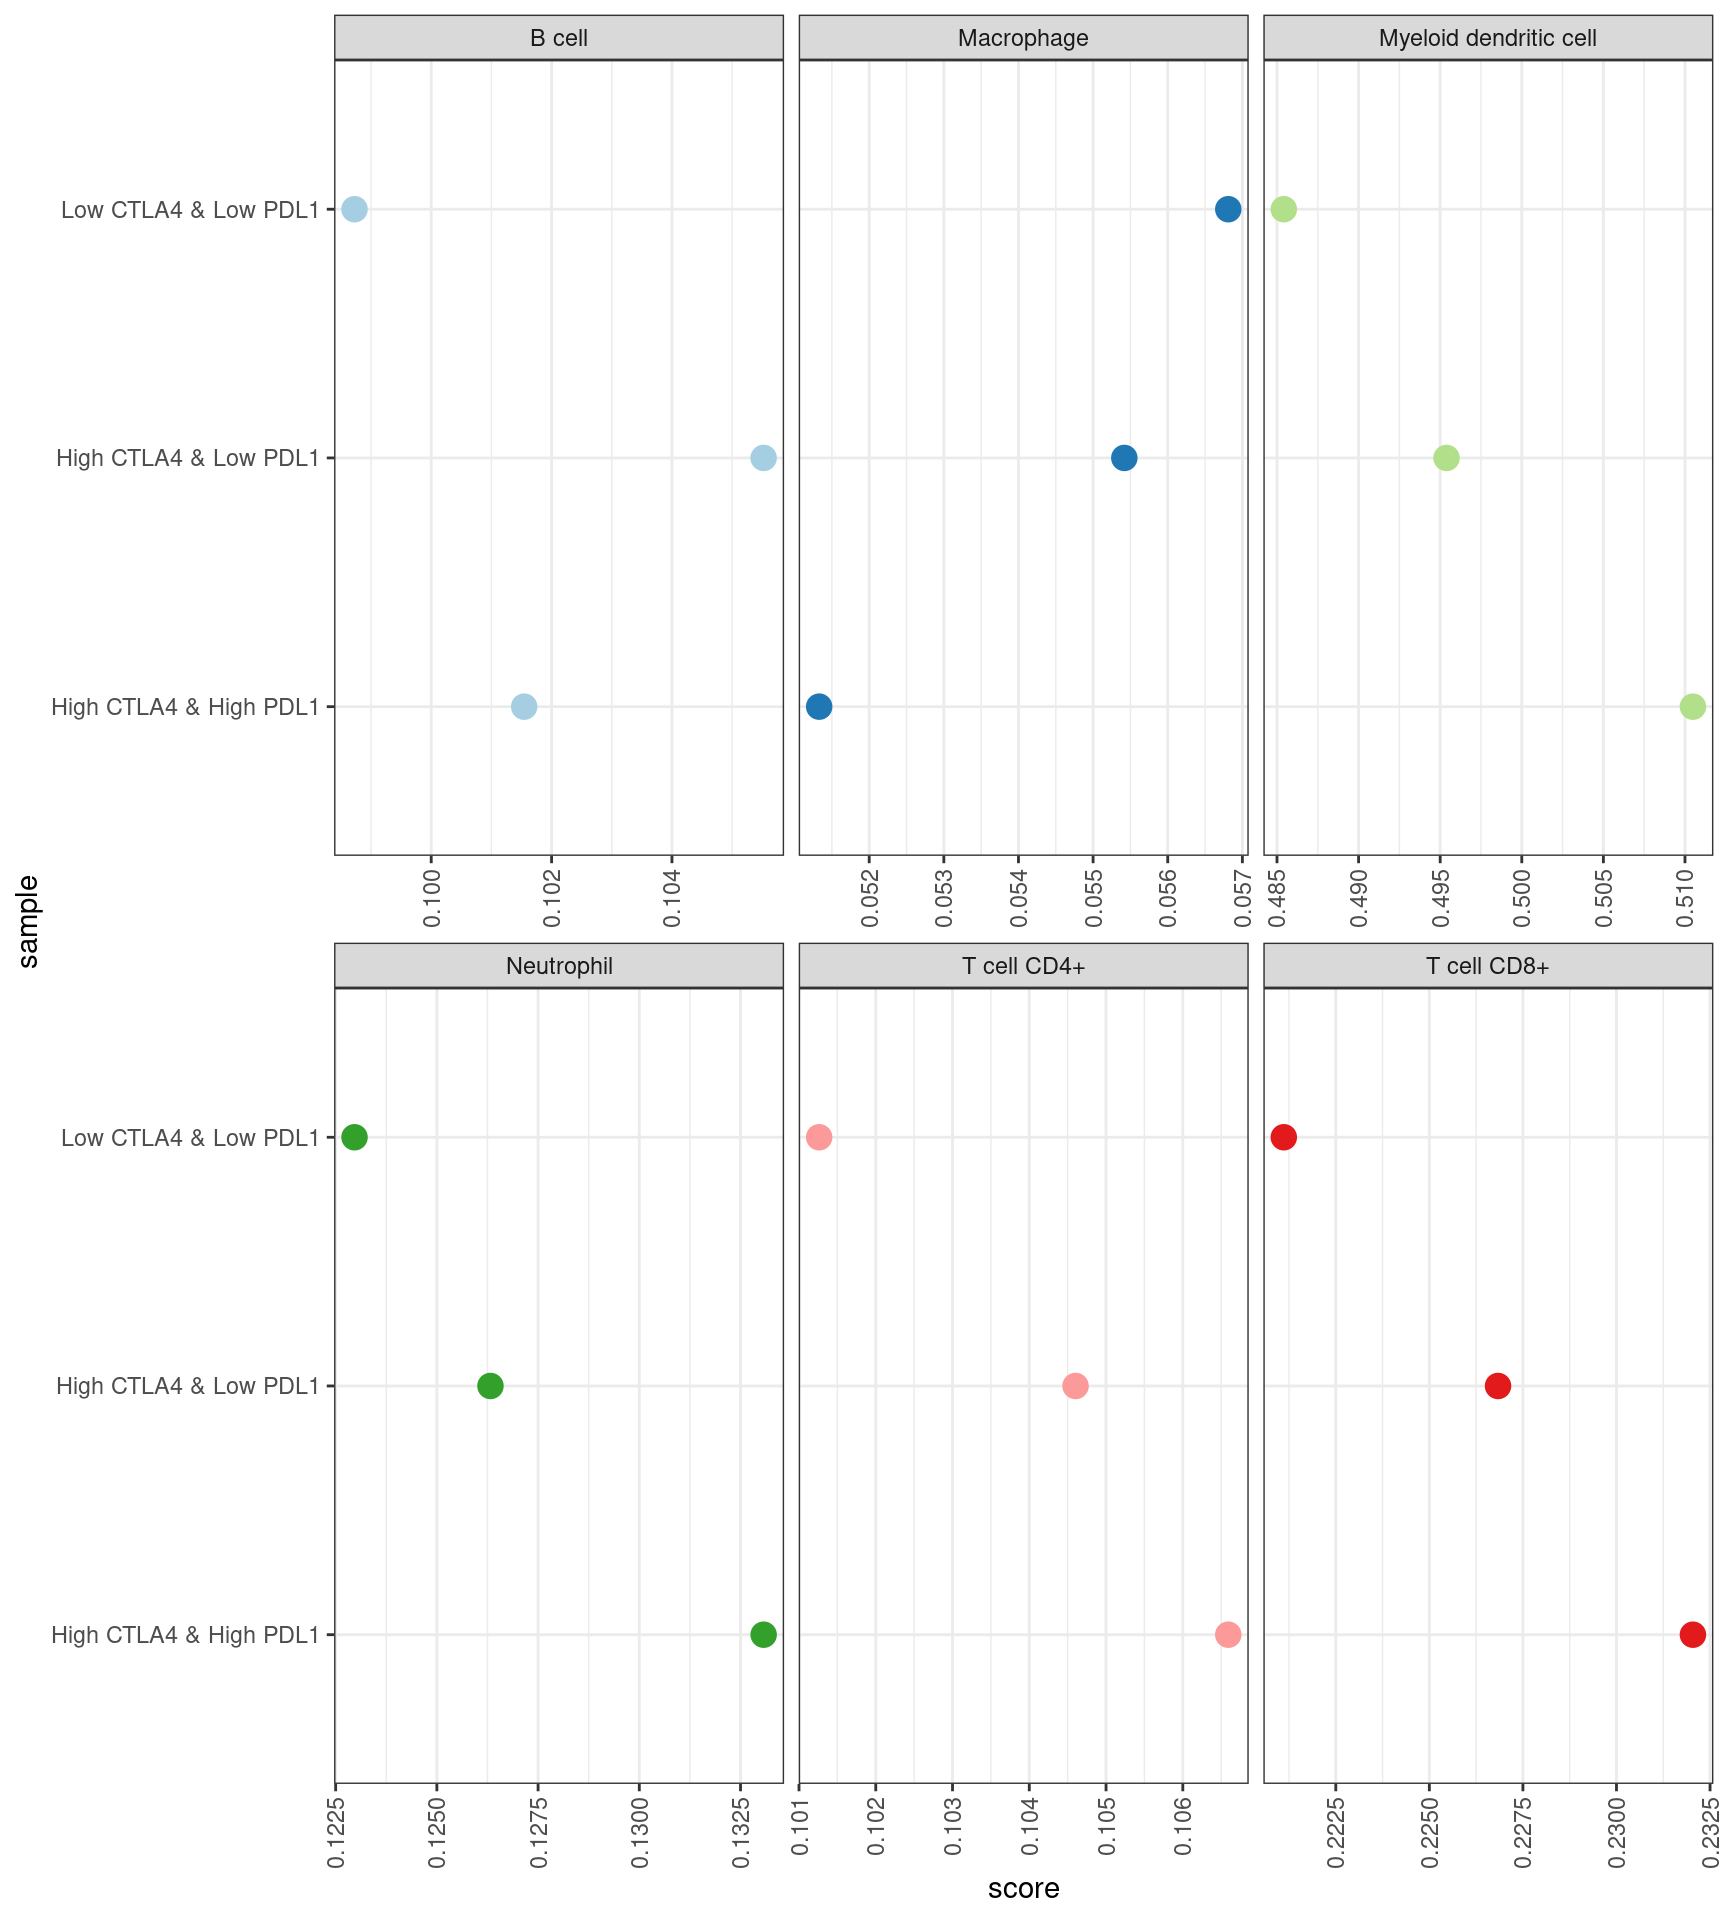 B cell
Macrophage
Myeloid dendritic cell
Low CTLA4 & Low PDL1
High CTLA4 & Low PDL1
High CTLA4 & High PDL1
0.100
0.102
0.104
0.052
0.053
0.054
0.055
0.056
0.057
0.485
0.490
0.495
0.500
0.505
0.510
sample
Neutrophil
T cell CD4+
T cell CD8+
Low CTLA4 & Low PDL1
High CTLA4 & Low PDL1
High CTLA4 & High PDL1
0.1225
0.1250
0.1275
0.1300
0.1325
0.101
0.102
0.103
0.104
0.105
0.106
0.2225
0.2250
0.2275
0.2300
0.2325
score